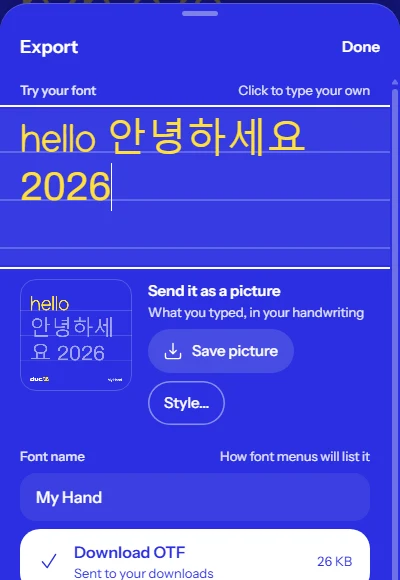 Export
Done
Try your font
Click to type your own
hello 안녕하세요
2026
hello
안녕하세
요 2026
Send it as a picture
What you typed, in your handwriting
Save picture
Style...
Font name
How font menus will list it
My Hand
Download OTF
26 KB
Sent to your downloads